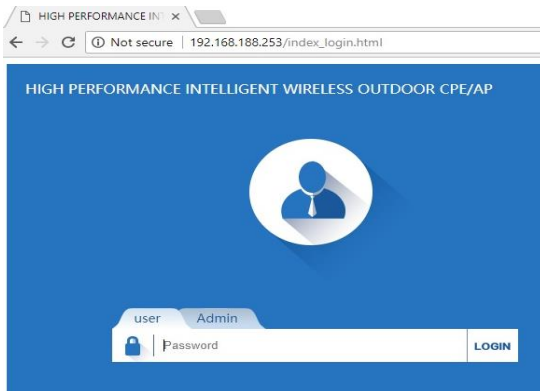 HIGH PERFORMANCE IN
Not secure | 192.168.188.253/index_login.html
HIGH PERFORMANCE INTELLIGENT WIRELESS OUTDOOR CPE/AP
user Admin
Password LOGIN